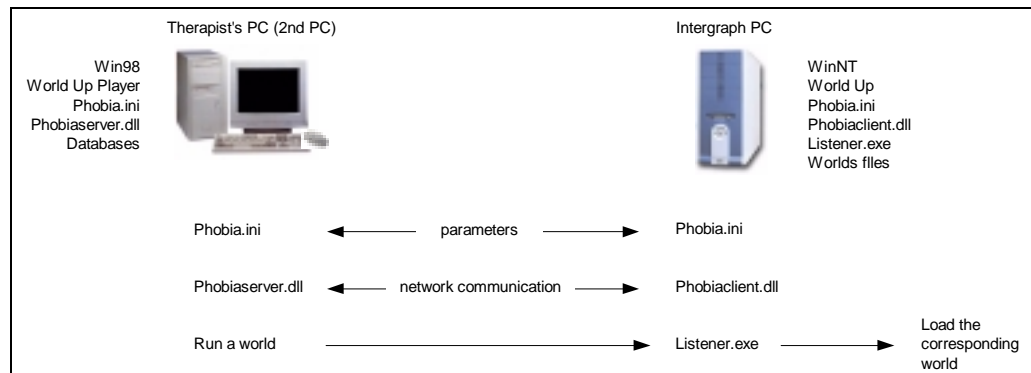 Therapist's PC (2nd PC)
Intergraph PC
Win98
World Up Player
Phobia.ini
Phobiaserver.dll
Databases
WinNT
World Up
Phobia.ini
Phobiaclient.dll
Listener.exe
Worlds files
Phobia.ini
parameters
Phobia.ini
Phobiaserver.dll
network communication
Phobiaclient.dll
Run a world
Listener.exe
Load the
corresponding
world